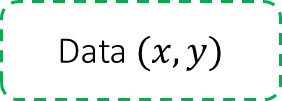 Data (x, y)